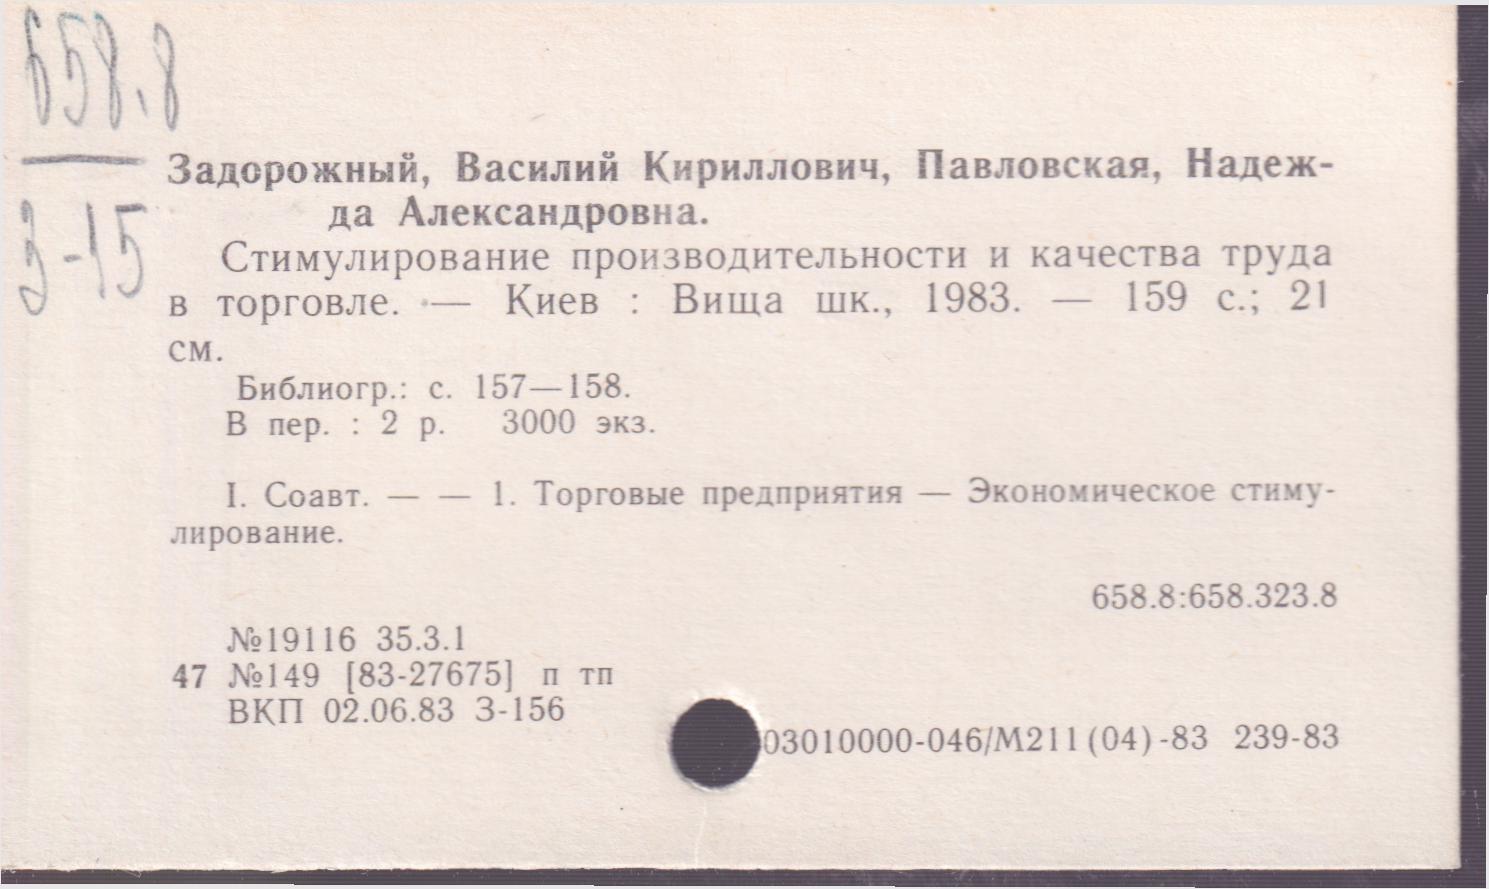 658.8
З-15
Задорожный, Василий Кириллович, Павловская, Надеж-
да Александровна.
Стимулирование производительности и качества труда
в торговле. — Киев : Вища шк., 1983. — 159 с.; 21
см.
Библиогр.: с. 157—158.
В пер. : 2 р. 3000 экз.
I. Соавт. — — 1. Торговые предприятия — Экономическое стиму-
лирование.
658.8:658.323.8
№19116 35.3.1
47 №149 [83-27675] п тп
ВКП 02.06.83 З-156
03010000-046/М211(04)-83 239-83